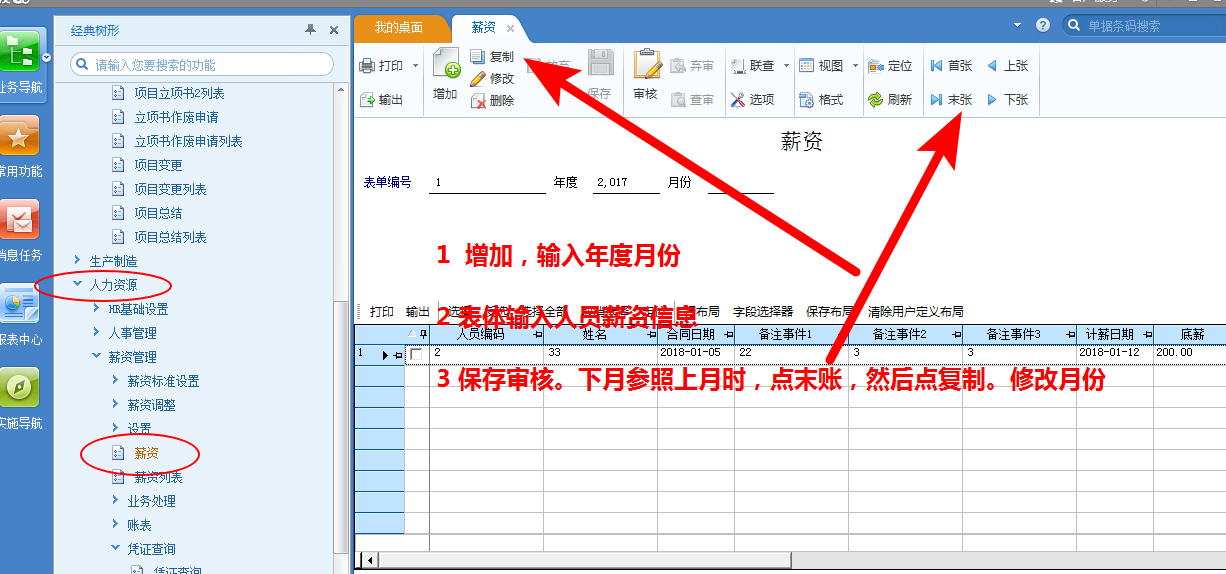 经典树形
我的桌面
薪资
单据条码搜索
请输入您要搜索的功能
业务导航
常用功能
消息任务
报表中心
实施导航
项目立项书2列表
立项书作废申请
立项书作废申请列表
项目变更
项目变更列表
项目总结
项目总结列表
生产制造
人力资源
HR基础设置
人事管理
薪资管理
薪资标准设置
薪资调整
设置
薪资
薪资列表
业务处理
账表
凭证查询
凭证查询
打印
输出
增加
复制
修改
删除
保存
审核
弃审
查审
联查
选项
视图
格式
定位
刷新
首张
上张
末张
下张
薪资
表单编号 1 年度 2,017 月份
1 增加，输入年度月份
打印 输出 布局 字段选择器 保存布局 清除用户定义布局
2 表体输入人员薪资信息
人员编码 姓名 合同日期 备注事件1 备注事件2 备注事件3 计薪日期 底薪
1 2 33 2018-01-05 22 3 3 2018-01-12 200.00
3 保存审核。下月参照上月时，点末账，然后点复制。修改月份